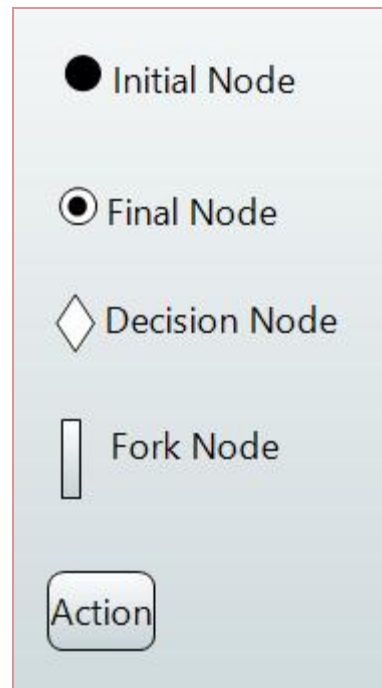 Initial Node
Final Node
Decision Node
Fork Node
Action